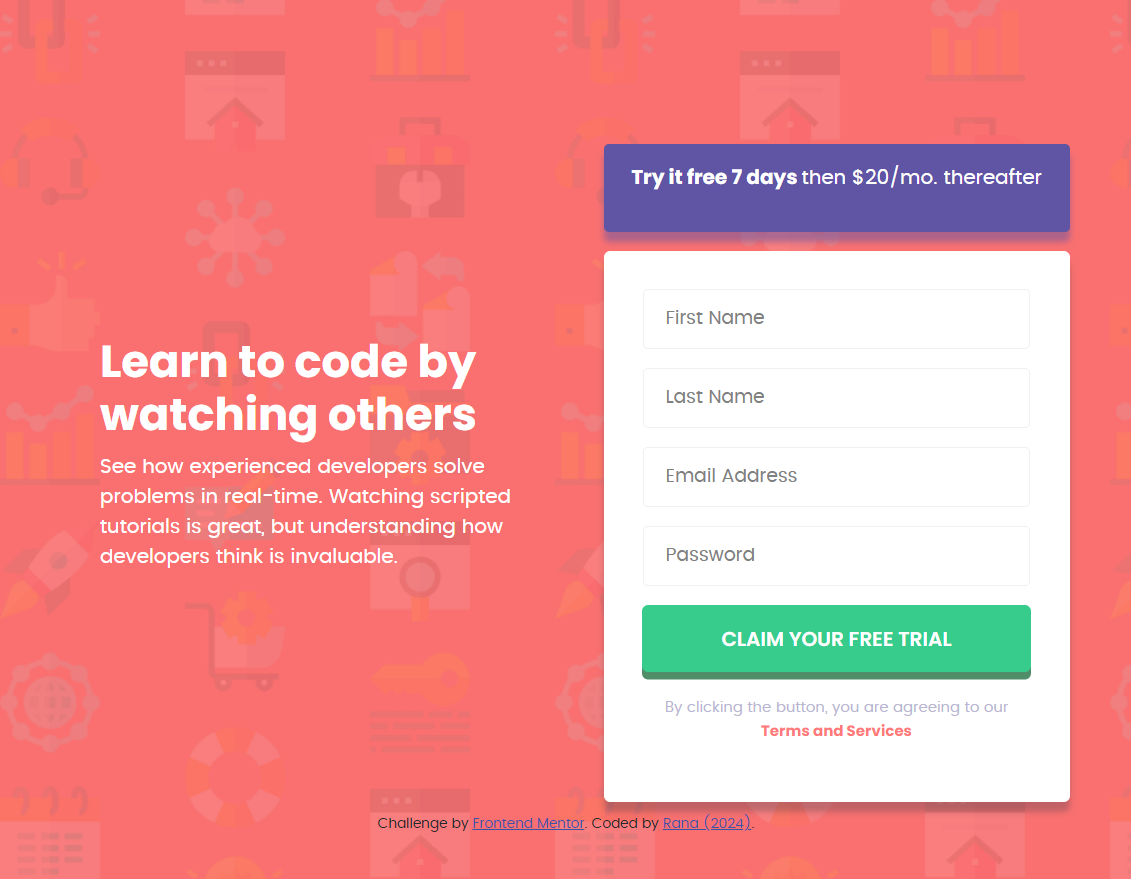 Learn to code by
watching others
See how experienced developers solve
problems in real-time. Watching scripted
tutorials is great, but understanding how
developers think is invaluable.
Try it free 7 days then $20/mo. thereafter
First Name
Last Name
Email Address
Password
CLAIM YOUR FREE TRIAL
By clicking the button, you are agreeing to our
Terms and Services
Challenge by Frontend Mentor. Coded by Rana (2024).